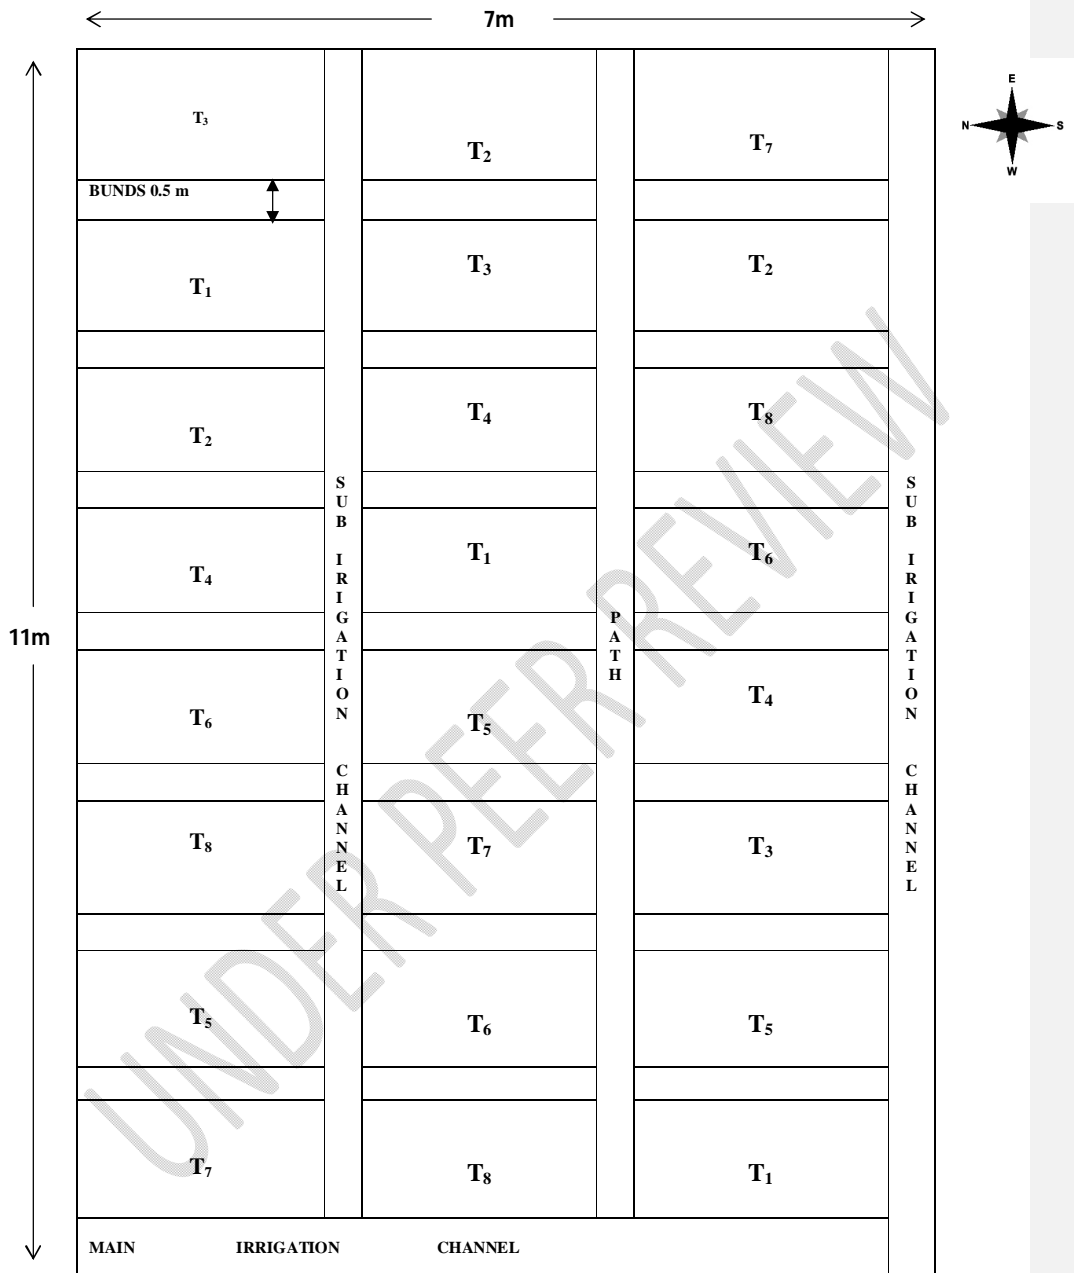 7m
E
N S
W
T3
T2
T7
BUNDS 0.5 m
T1
T3
T2
T2
T4
T8
T4
T1
T6
11m
T6
T5
T4
T8
T7
T3
T5
T6
T5
T7
T8
T1
SUB IRIGATION CHANNEL
PATH
SUB IRIGATION CHANNEL
MAIN IRRIGATION CHANNEL
UNDER PEER REVIEW